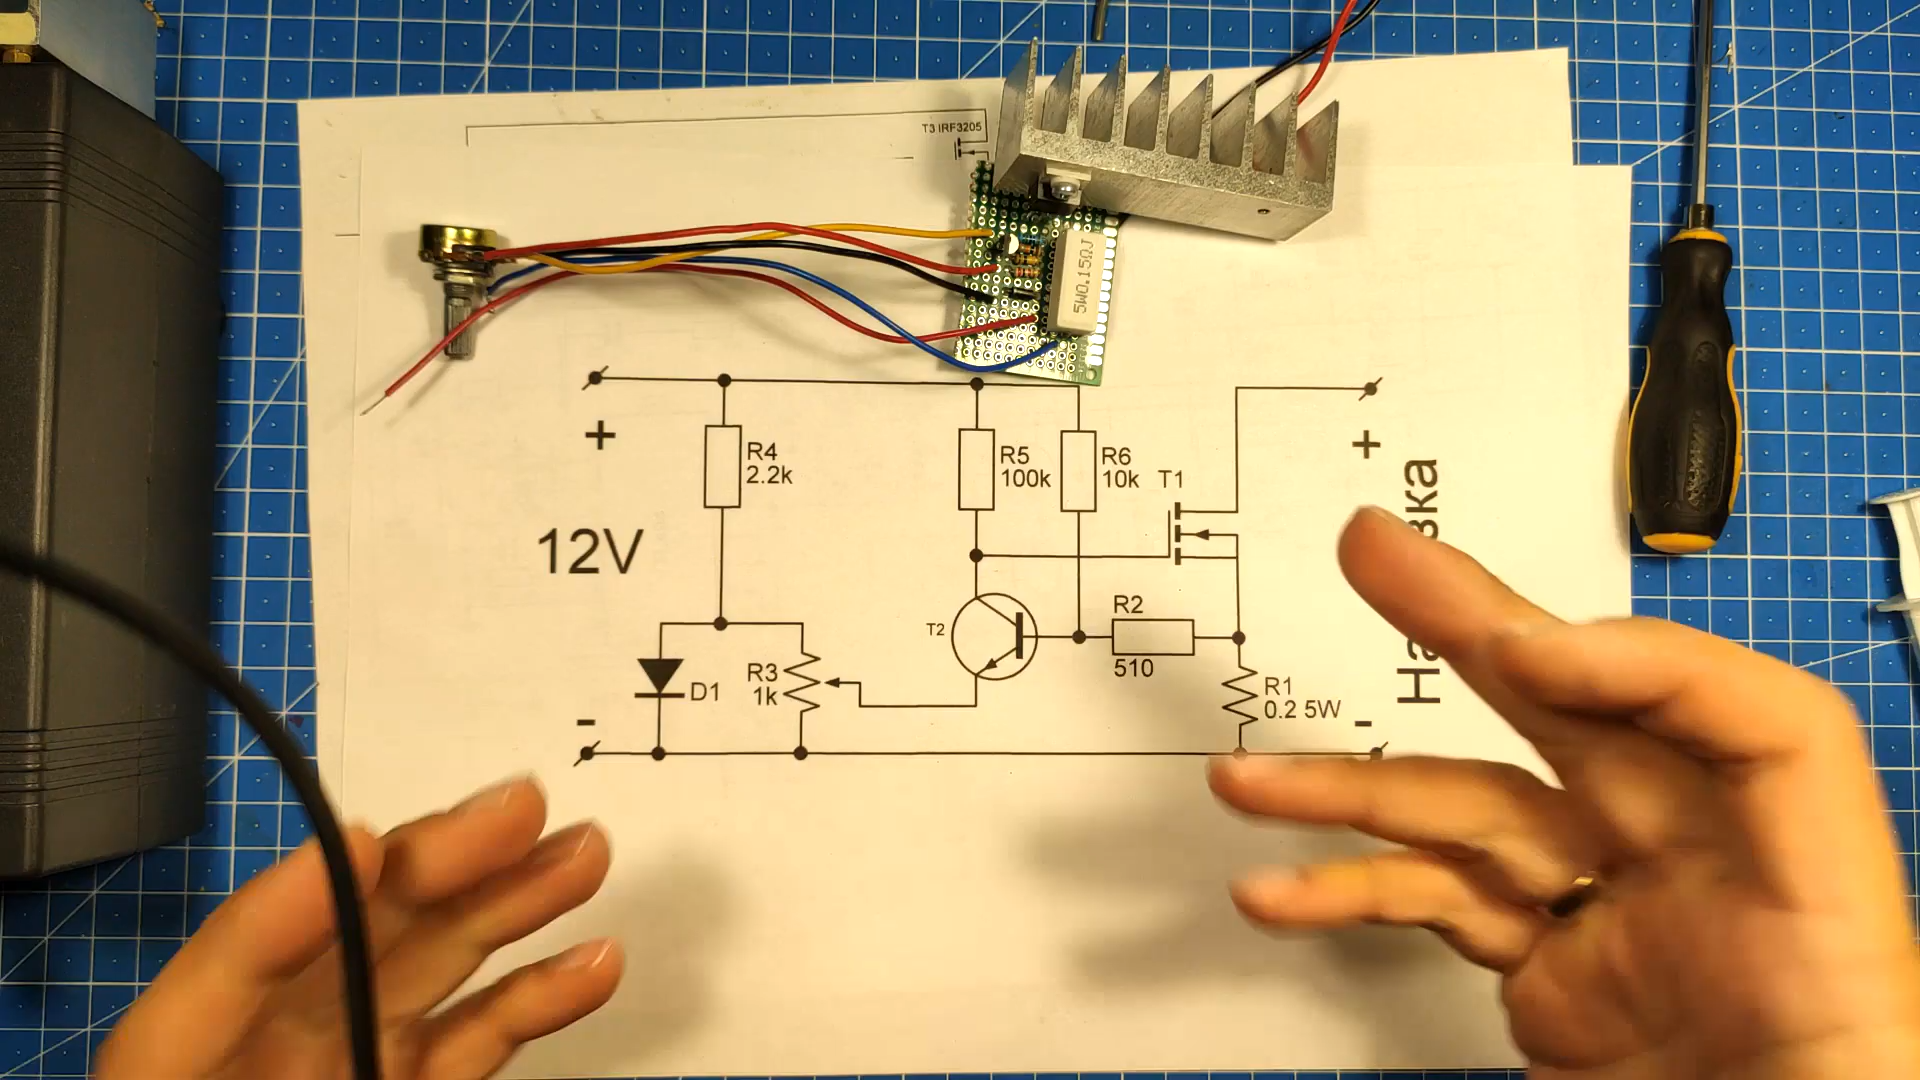 T3 IRF3205
5W0.15ΩJ
+
R4
2.2k
R5
100k
R6
10k
T1
+
12V
T2
R2
510
D1
R3
1k
R1
0.2 5W
-
-